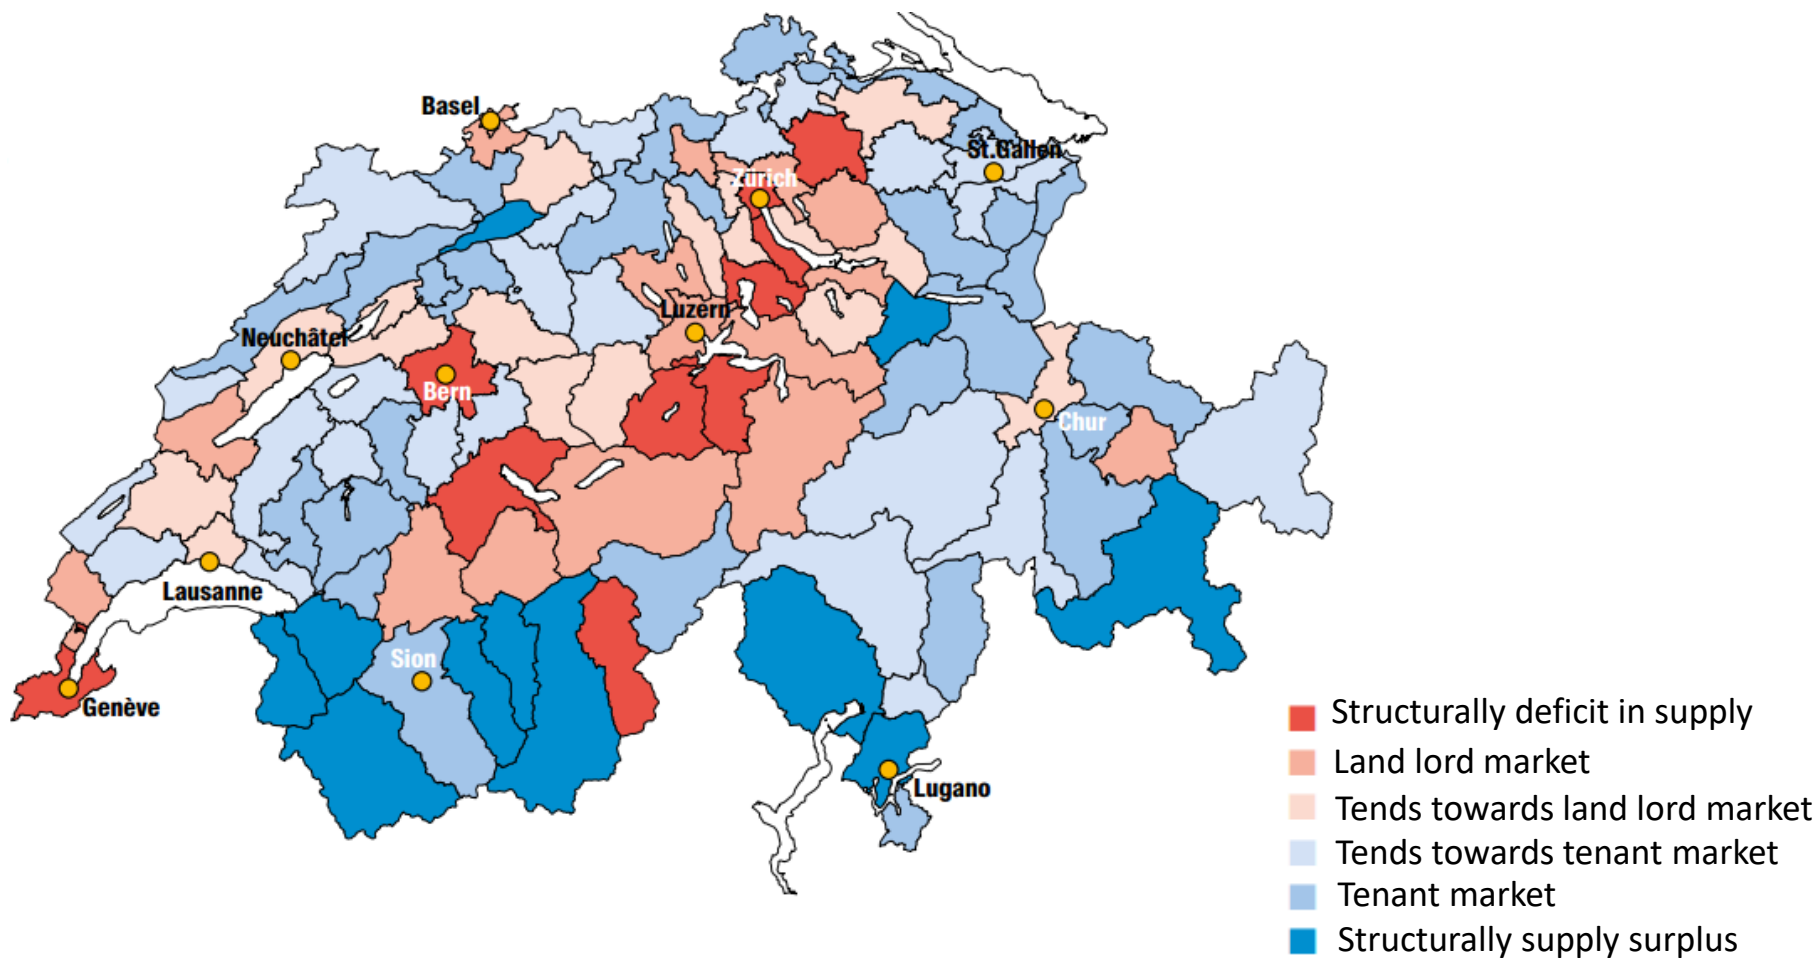 Basel
St.Gallen
Zürich
Luzern
Neuchâtel
Bern
Chur
Lausanne
Sion
Genève
Lugano
Structurally deficit in supply
Land lord market
Tends towards land lord market
Tends towards tenant market
Tenant market
Structurally supply surplus